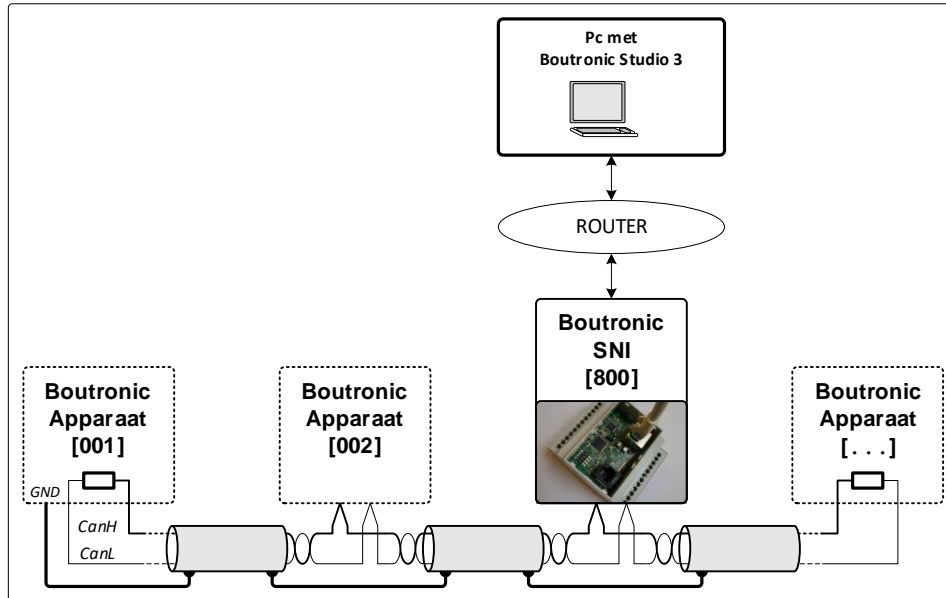 Pc met
Boutronic Studio 3
ROUTER
Boutronic
SNI
[800]
Boutronic
Apparaat
[001]
Boutronic
Apparaat
[002]
Boutronic
Apparaat
[. . .]
GND
CanH
CanL